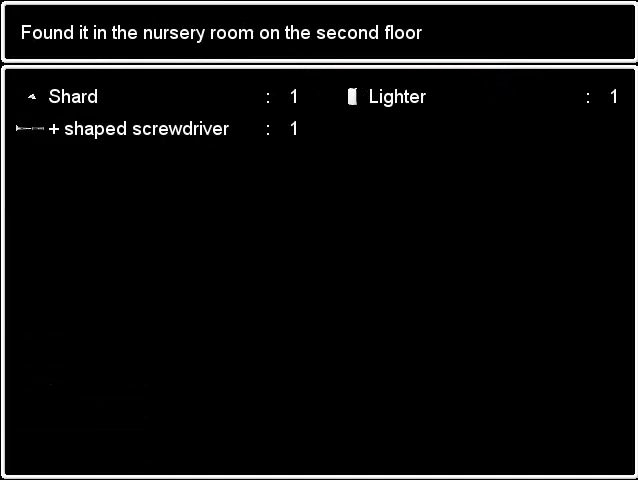 Found it in the nursery room on the second floor
Shard : 1 Lighter : 1
+ shaped screwdriver : 1